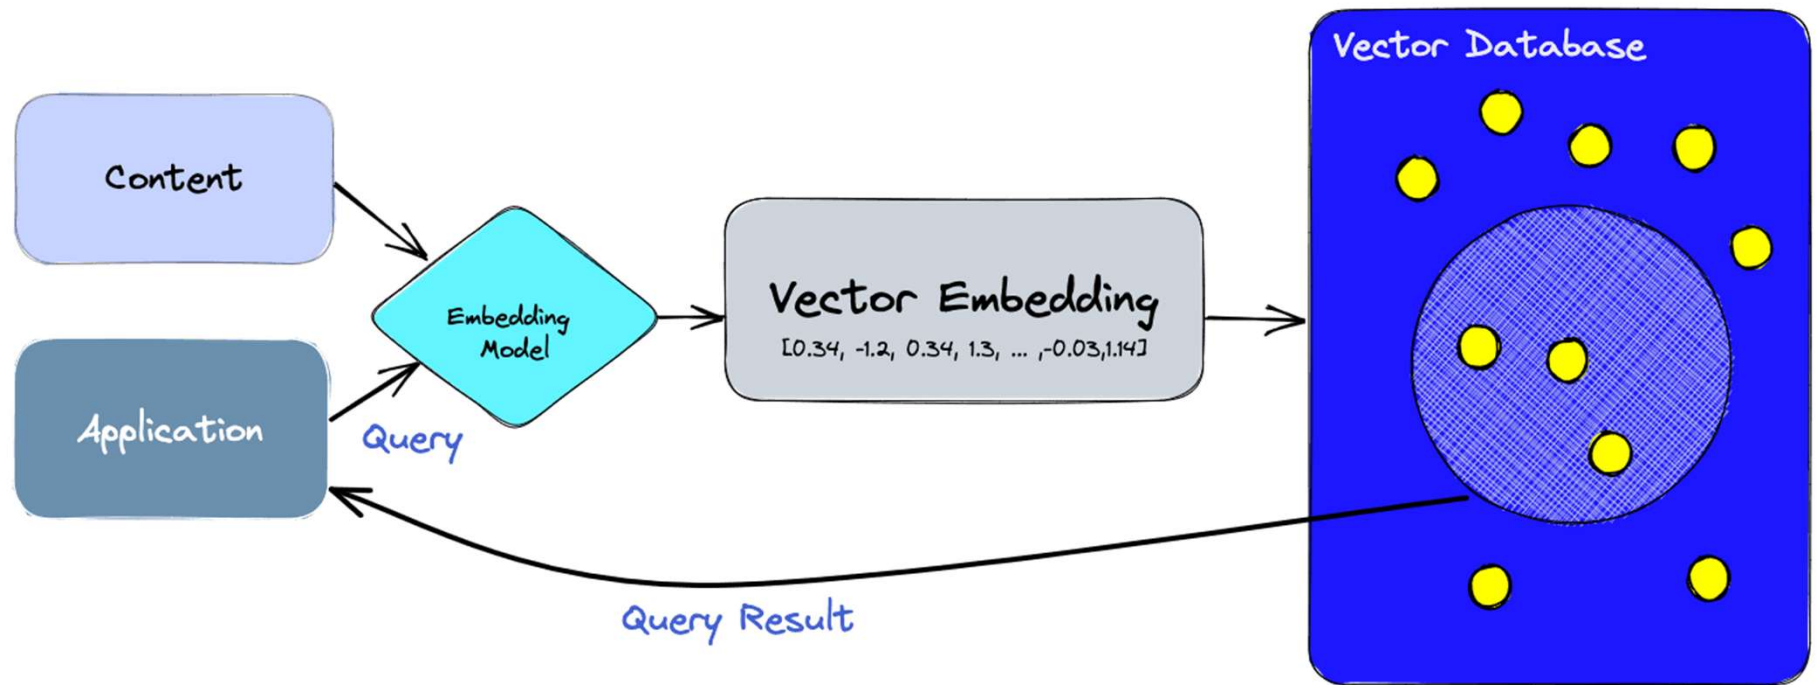 Vector Database
Content
Embedding
Model
Vector Embedding
[0.34, -1.2, 0.34, 1.3, ... ,-0.03,1.14]
Application
Query
Query Result